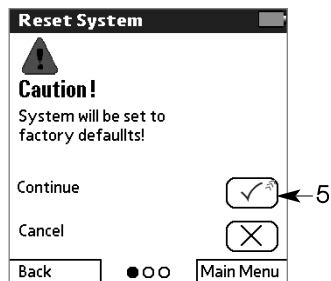 Reset System
Caution!
System will be set to
factory defaullts!
Continue
5
Cancel
Back
Main Menu